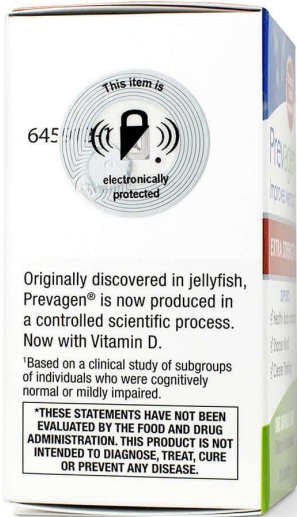 This item is
645
electronically
protected
Originally discovered in jellyfish,
Prevagen® is now produced in
a controlled scientific process.
Now with Vitamin D.
†Based on a clinical study of subgroups
of individuals who were cognitively
normal or mildly impaired.
*THESE STATEMENTS HAVE NOT BEEN
EVALUATED BY THE FOOD AND DRUG
ADMINISTRATION. THIS PRODUCT IS NOT
INTENDED TO DIAGNOSE, TREAT, CURE
OR PREVENT ANY DISEASE.
EXTRA STRENGTH